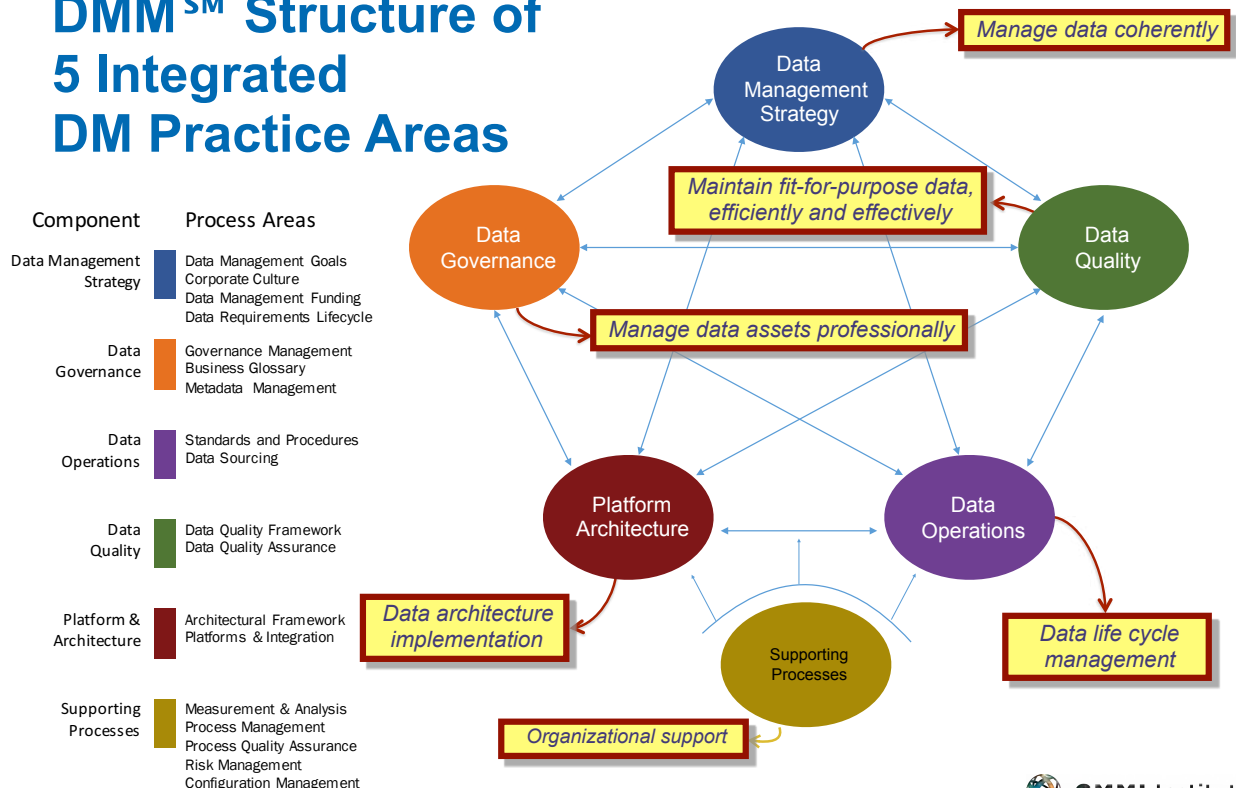 DMM℠ Structure of
5 Integrated
DM Practice Areas
Component Process Areas
Data Management
Strategy
Data Management Goals
Corporate Culture
Data Management Funding
Data Requirements Lifecycle
Data
Governance
Governance Management
Business Glossary
Metadata Management
Data
Operations
Standards and Procedures
Data Sourcing
Data
Quality
Data Quality Framework
Data Quality Assurance
Platform &
Architecture
Architectural Framework
Platforms & Integration
Supporting
Processes
Measurement & Analysis
Process Management
Process Quality Assurance
Risk Management
Configuration Management
Data
Management
Strategy
Manage data coherently
Maintain fit-for-purpose data,
efficiently and effectively
Data
Governance
Data
Quality
Manage data assets professionally
Platform
Architecture
Data
Operations
Data architecture
implementation
Supporting
Processes
Data life cycle
management
Organizational support